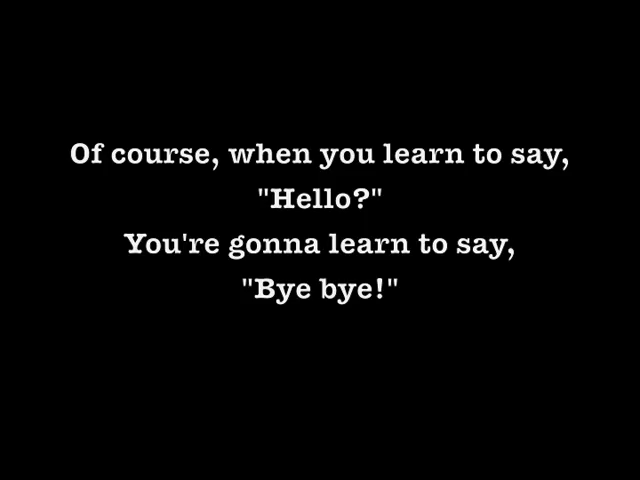 Of course, when you learn to say,
"Hello?"
You're gonna learn to say,
"Bye bye!"